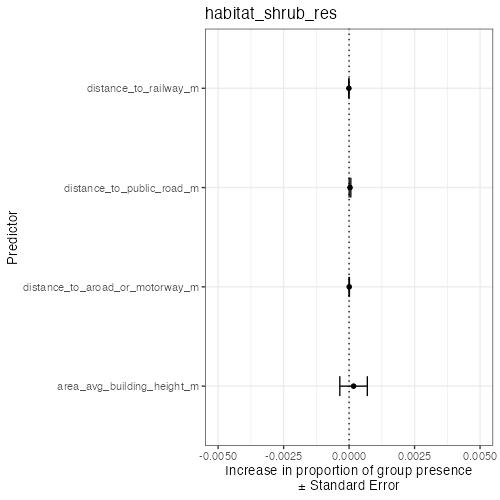 habitat_shrub_res
Predictor
distance_to_railway_m
distance_to_public_road_m
distance_to_aroad_or_motorway_m
area_avg_building_height_m
-0.0050 -0.0025 0.0000 0.0025 0.0050
Increase in proportion of group presence
± Standard Error